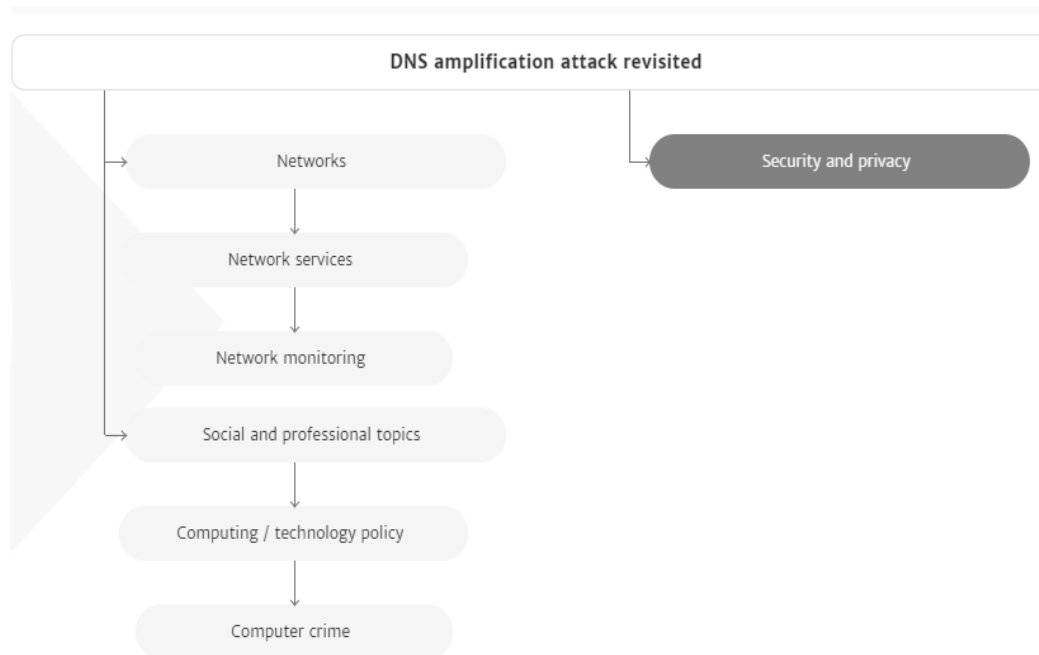 DNS amplification attack revisited
Networks
Security and privacy
Network services
Network monitoring
Social and professional topics
Computing / technology policy
Computer crime